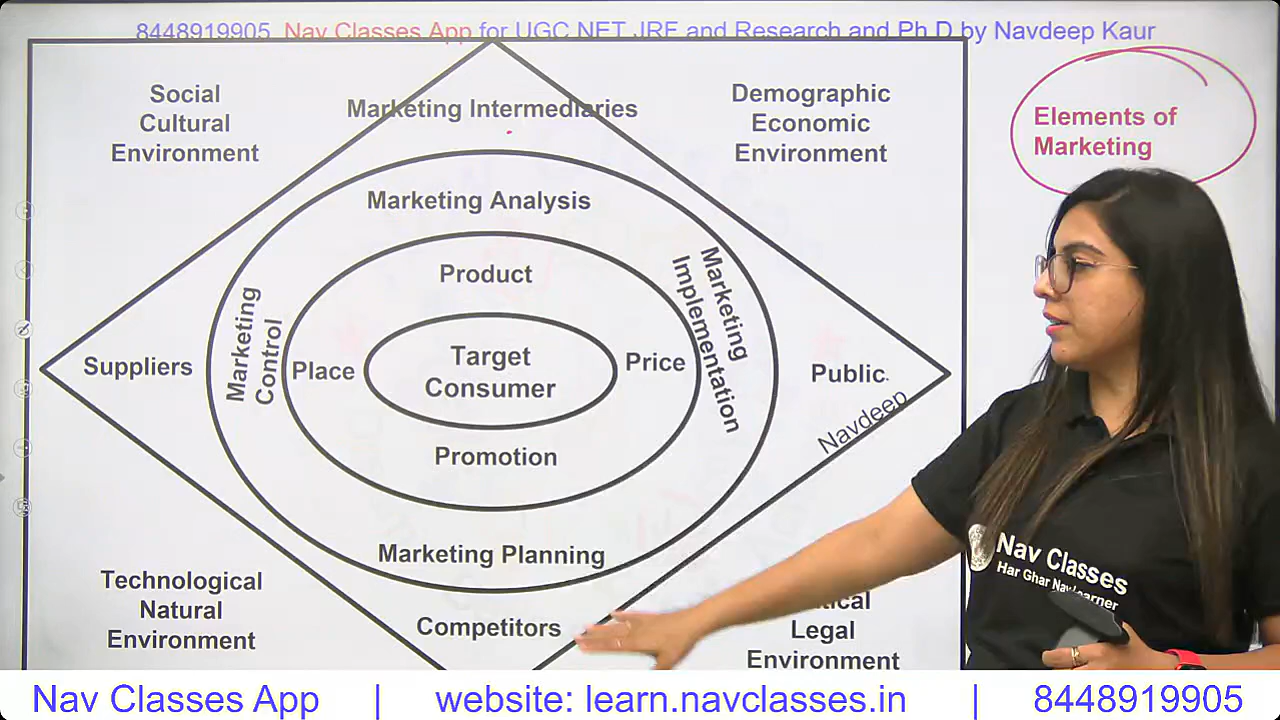 8448919905 Nav Classes App for UGC NET JRF and Research and Ph D by Navdeep Kaur
Social
Cultural
Environment
Marketing Intermediaries
Demographic
Economic
Environment
Elements of
Marketing
Marketing Analysis
Product
Marketing
Implementation
Marketing
Control
Suppliers
Place
Target
Consumer
Price
Public
Navdeep
Promotion
Marketing Planning
Technological
Natural
Environment
Competitors
Legal
Environment
Nav Classes
Har Ghar Nav Learner
Nav Classes App | website: learn.navclasses.in | 8448919905